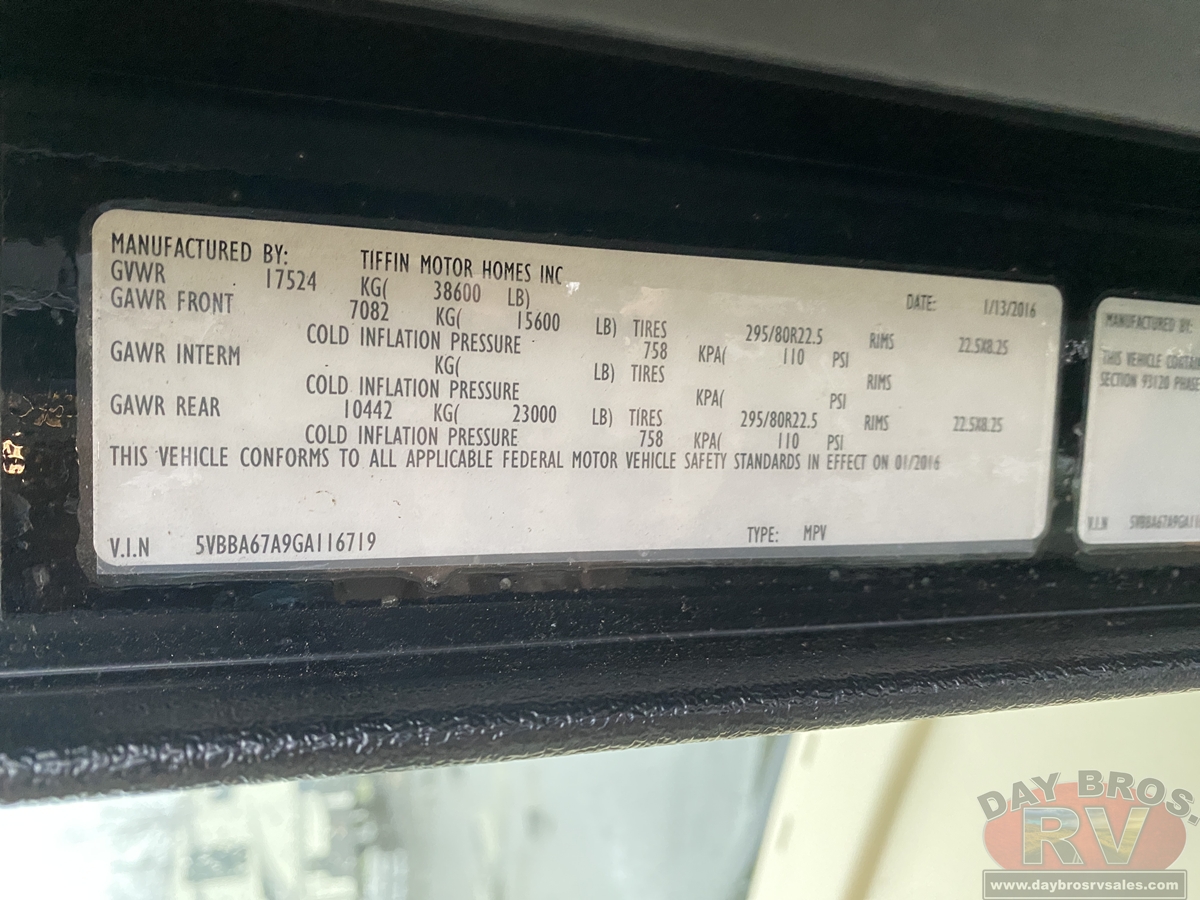 MANUFACTURED BY: TIFFIN MOTOR HOMES INC DATE: 1/13/2016
GVWR 17524 KG( 38600 LB)
GAWR FRONT 7082 KG( 15600 LB) TIRES 295/80R22.5 RIMS 22.5X8.25
COLD INFLATION PRESSURE 758 KPA( 110 PSI
GAWR INTERM KG( LB) TIRES RIMS
COLD INFLATION PRESSURE KPA( PSI
GAWR REAR 10442 KG( 23000 LB) TIRES 295/80R22.5 RIMS 22.5X8.25
COLD INFLATION PRESSURE 758 KPA( 110 PSI
THIS VEHICLE CONFORMS TO ALL APPLICABLE FEDERAL MOTOR VEHICLE SAFETY STANDARDS IN EFFECT ON 01/2016
V.I.N 5VBBA67A9GA116719 TYPE: MPV
MANUFACTURED BY:
THIS VEHICLE
SECTION 93120 PHASE
V.I.N
DAY BROS.
RV
www.daybrosrvsales.com